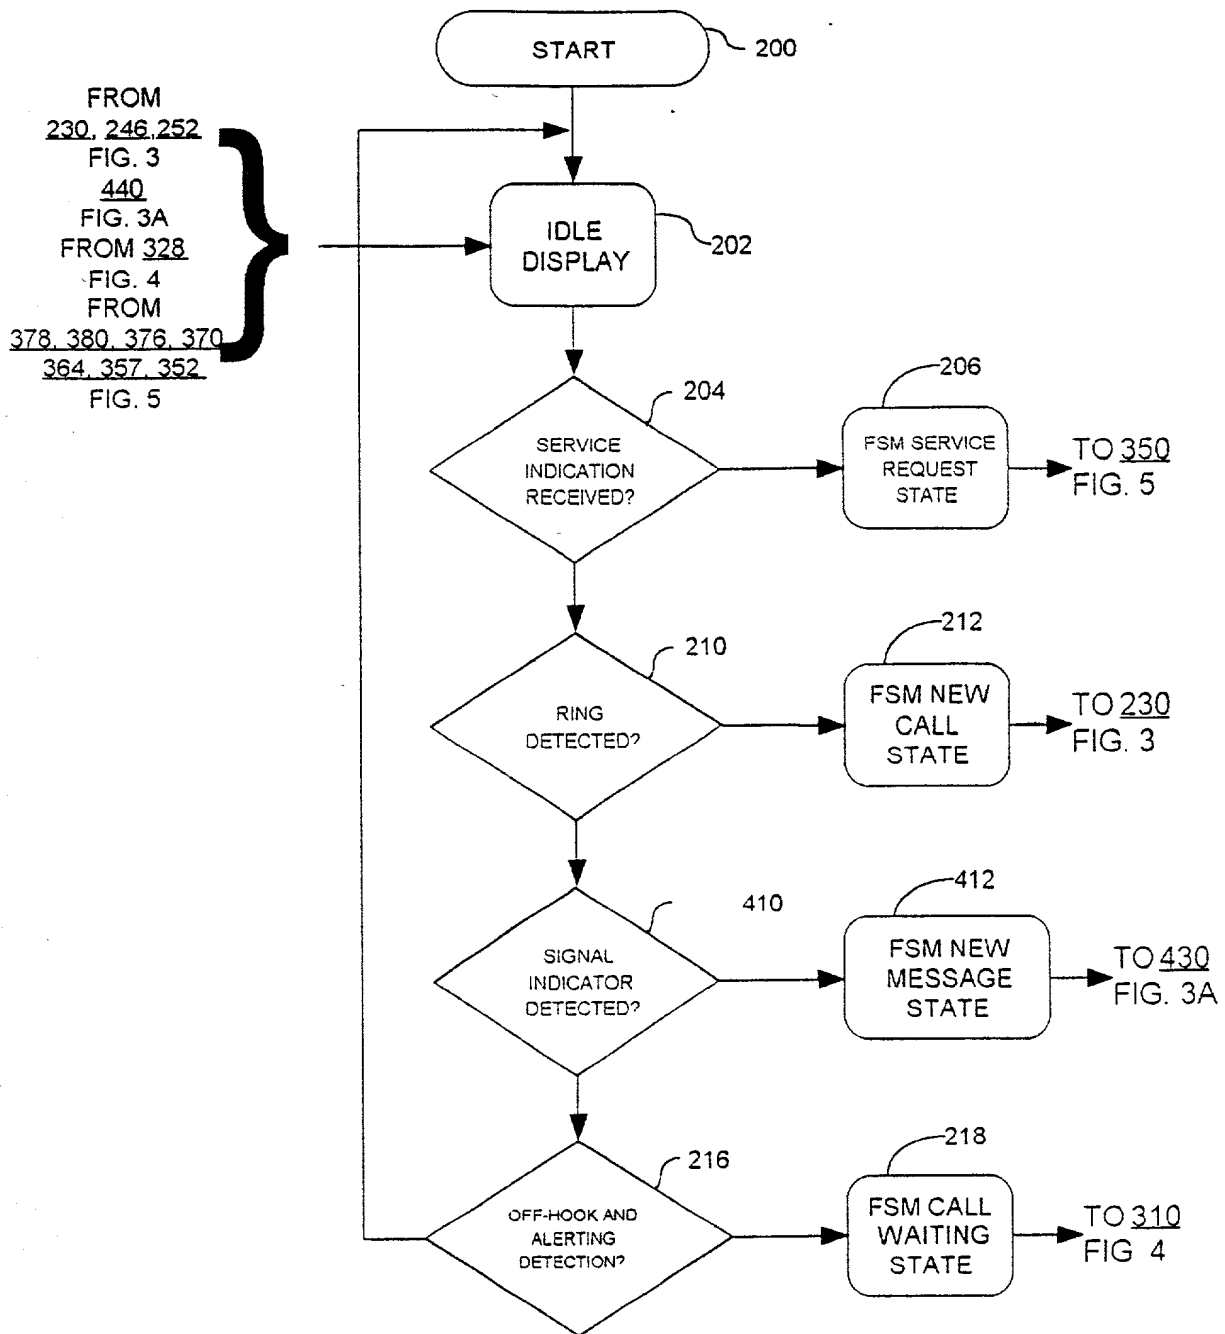 START
200
FROM
230, 246, 252
FIG. 3
440
FIG. 3A
FROM 328
FIG. 4
FROM
378, 380, 376, 370
364, 357, 352
FIG. 5
IDLE
DISPLAY
202
204
SERVICE
INDICATION
RECEIVED?
206
FSM SERVICE
REQUEST
STATE
TO 350
FIG. 5
210
RING
DETECTED?
212
FSM NEW
CALL
STATE
TO 230
FIG. 3
410
SIGNAL
INDICATOR
DETECTED?
412
FSM NEW
MESSAGE
STATE
TO 430
FIG. 3A
216
OFF-HOOK AND
ALERTING
DETECTION?
218
FSM CALL
WAITING
STATE
TO 310
FIG 4